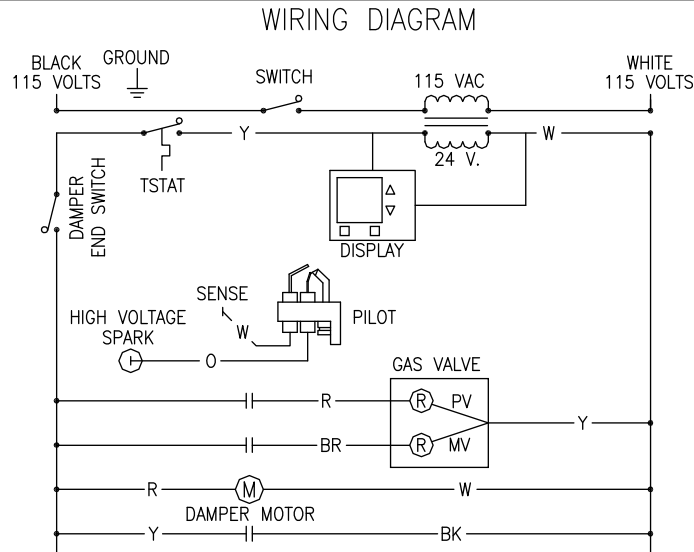 WIRING DIAGRAM
BLACK
115 VOLTS
GROUND
SWITCH
115 VAC
WHITE
115 VOLTS
Y
W
24 V.
TSTAT
DAMPER
END SWITCH
DISPLAY
SENSE
W
PILOT
HIGH VOLTAGE
SPARK
O
GAS VALVE
R
R
PV
Y
BR
R
MV
R
M
W
DAMPER MOTOR
Y
BK